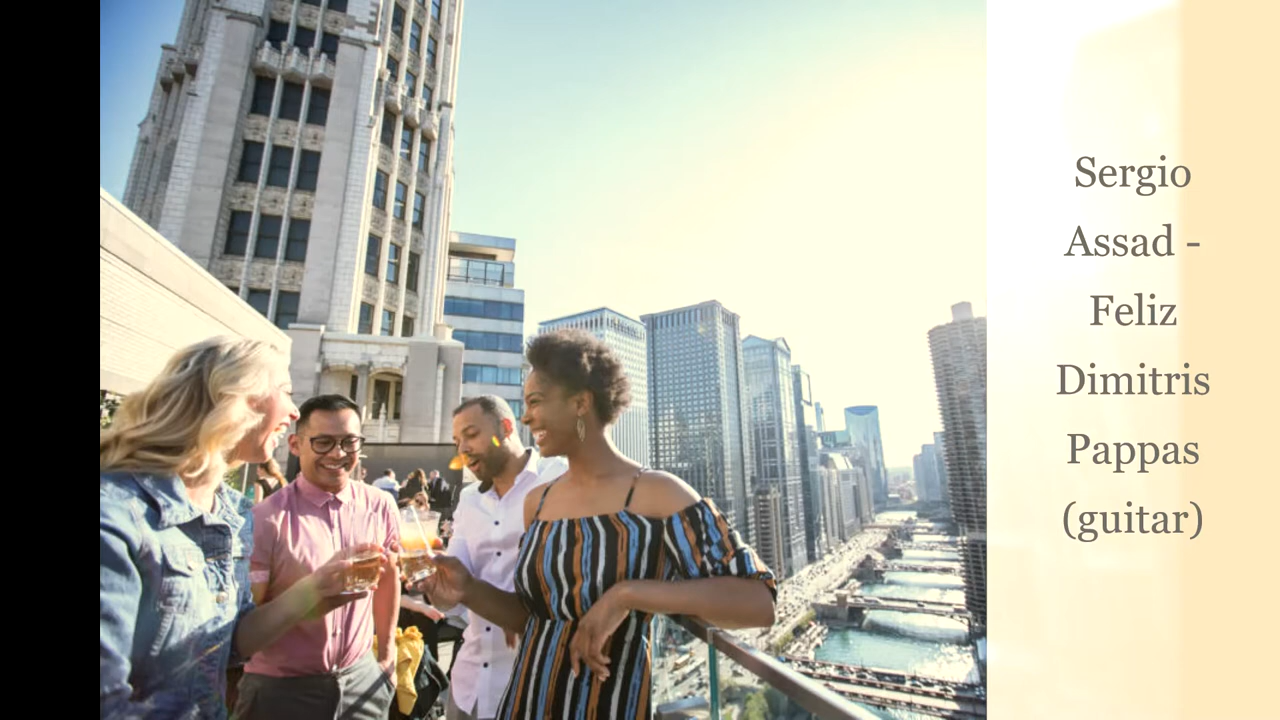 Sergio
Assad -
Feliz
Dimitris
Pappas
(guitar)